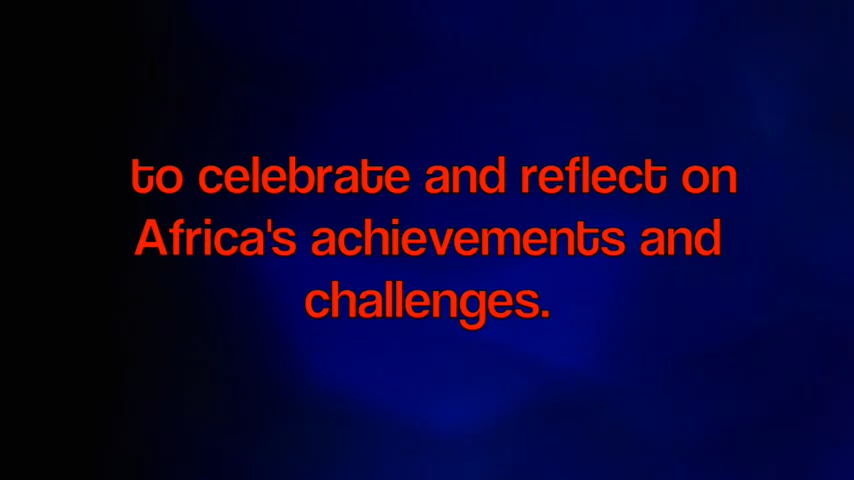 to celebrate and reflect on
Africa's achievements and
challenges.